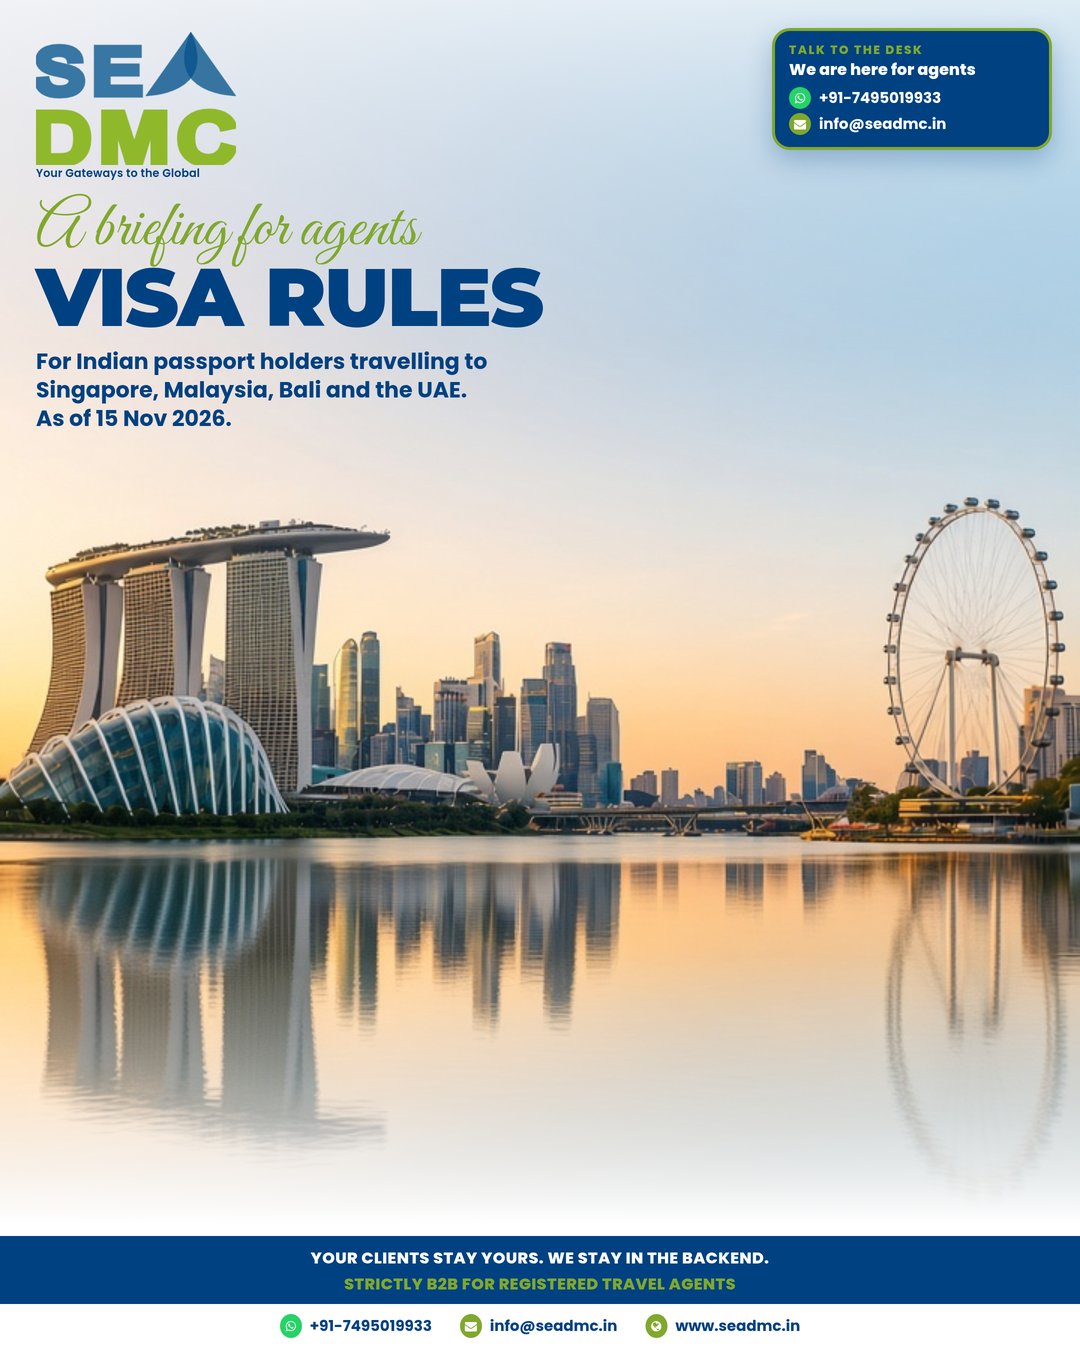 SEA
DMC
Your Gateways to the Global
TALK TO THE DESK
We are here for agents
+91-7495019933
info@seadmc.in
A briefing for agents
VISA RULES
For Indian passport holders travelling to
Singapore, Malaysia, Bali and the UAE.
As of 15 Nov 2026.
YOUR CLIENTS STAY YOURS. WE STAY IN THE BACKEND.
STRICTLY B2B FOR REGISTERED TRAVEL AGENTS
+91-7495019933 info@seadmc.in www.seadmc.in